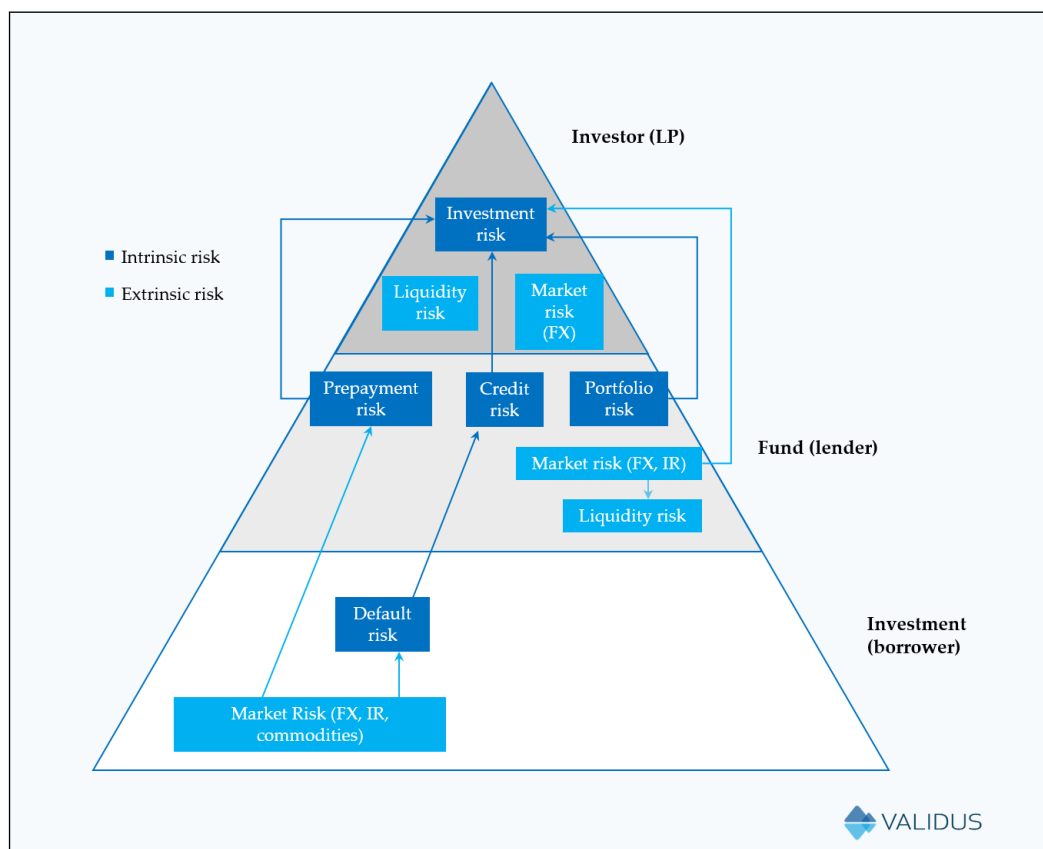 Investor (LP)
Investment
risk
Intrinsic risk
Extrinsic risk
Liquidity
risk
Market
risk
(FX)
Prepayment
risk
Credit
risk
Portfolio
risk
Fund (lender)
Market risk (FX, IR)
Liquidity risk
Default
risk
Investment
(borrower)
Market Risk (FX, IR,
commodities)
VALIDUS